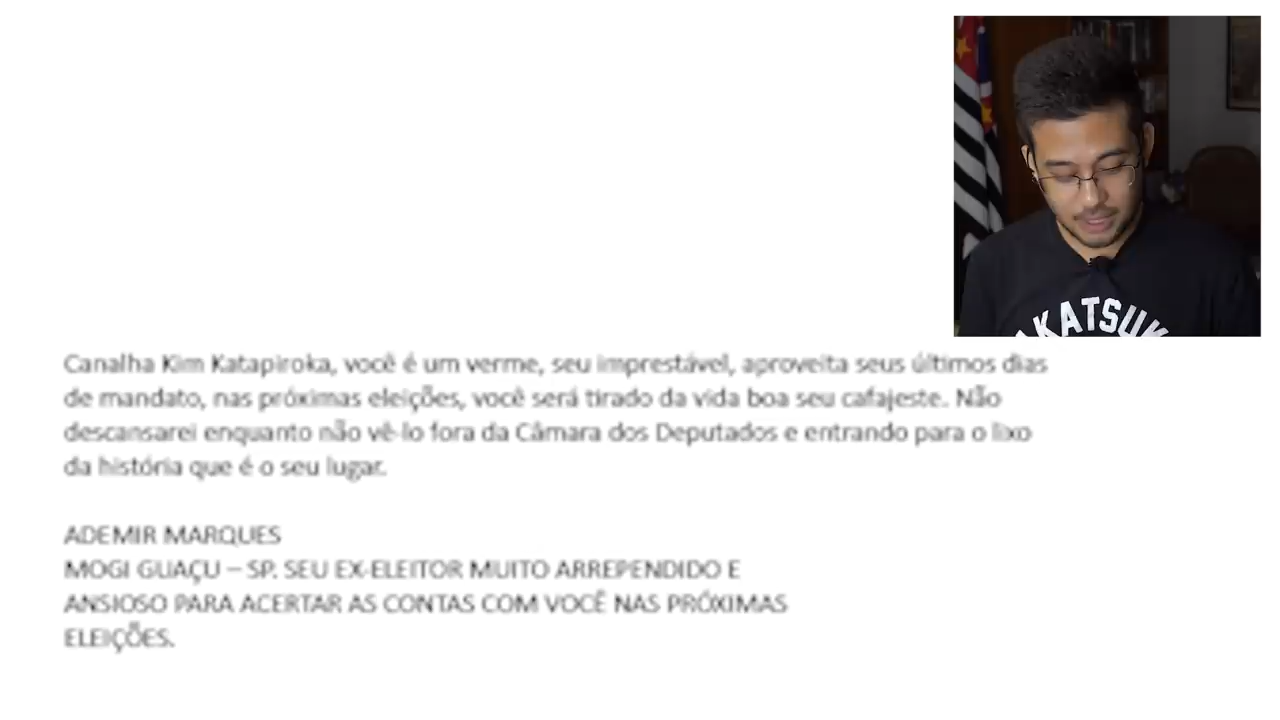 KATSUK
Canalha Kim Katapiroka, você é um verme, seu imprestável, aproveita seus últimos dias
de mandato, nas próximas eleições, você será tirado da vida boa seu cafajeste. Não
descansarei enquanto não vê-lo fora da Câmara dos Deputados e entrando para o lixo
da história que é o seu lugar.
ADEMIR MARQUES
MOGI GUAÇU – SP. SEU EX-ELEITOR MUITO ARREPENDIDO E
ANSIOSO PARA ACERTAR AS CONTAS COM VOCÊ NAS PRÓXIMAS
ELEIÇÕES.